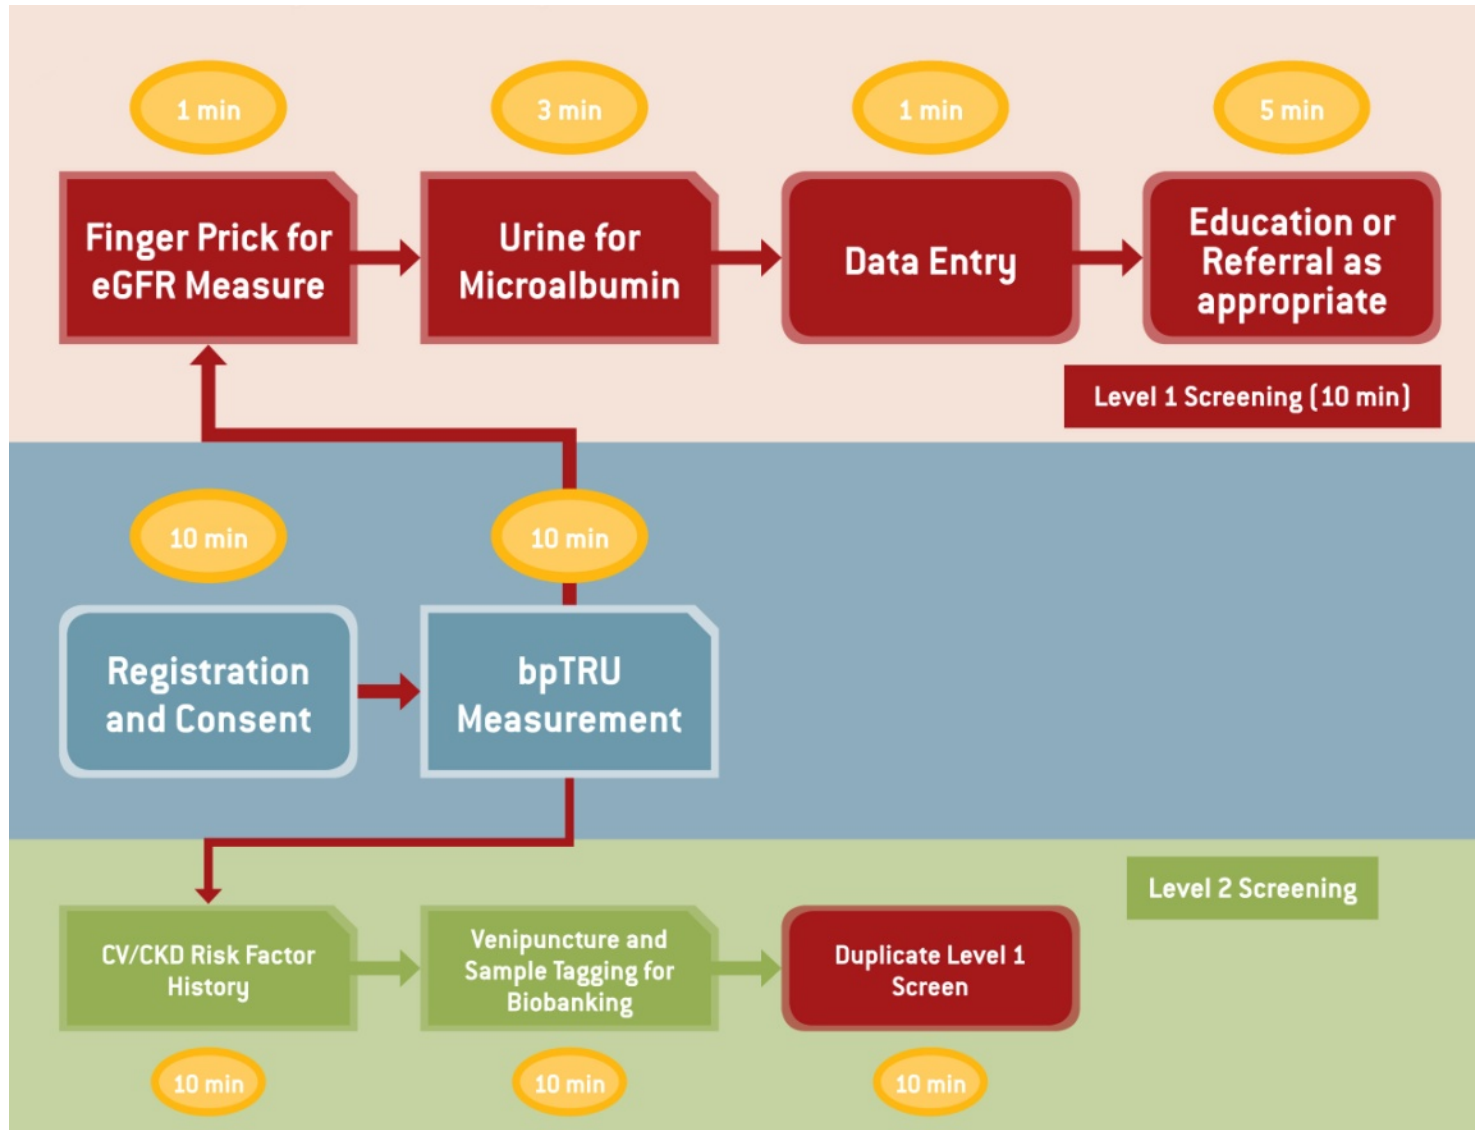 1 min
3 min
1 min
5 min
Finger Prick for
eGFR Measure
Urine for
Microalbumin
Data Entry
Education or
Referral as
appropriate
Level 1 Screening (10 min)
10 min
10 min
Registration
and Consent
bpTRU
Measurement
Level 2 Screening
CV/CKD Risk Factor
History
Venipuncture and
Sample Tagging for
Biobanking
Duplicate Level 1
Screen
10 min
10 min
10 min